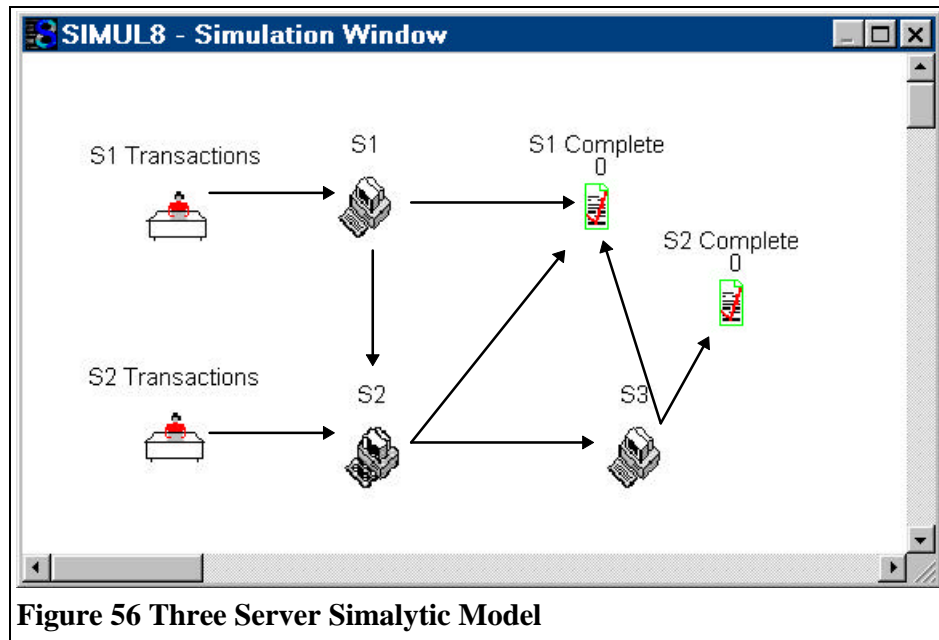 SIMUL8 - Simulation Window
S1 Transactions
S1
S1 Complete
0
S2 Complete
0
S2 Transactions
S2
S3
Figure 56 Three Server Simalytic Model